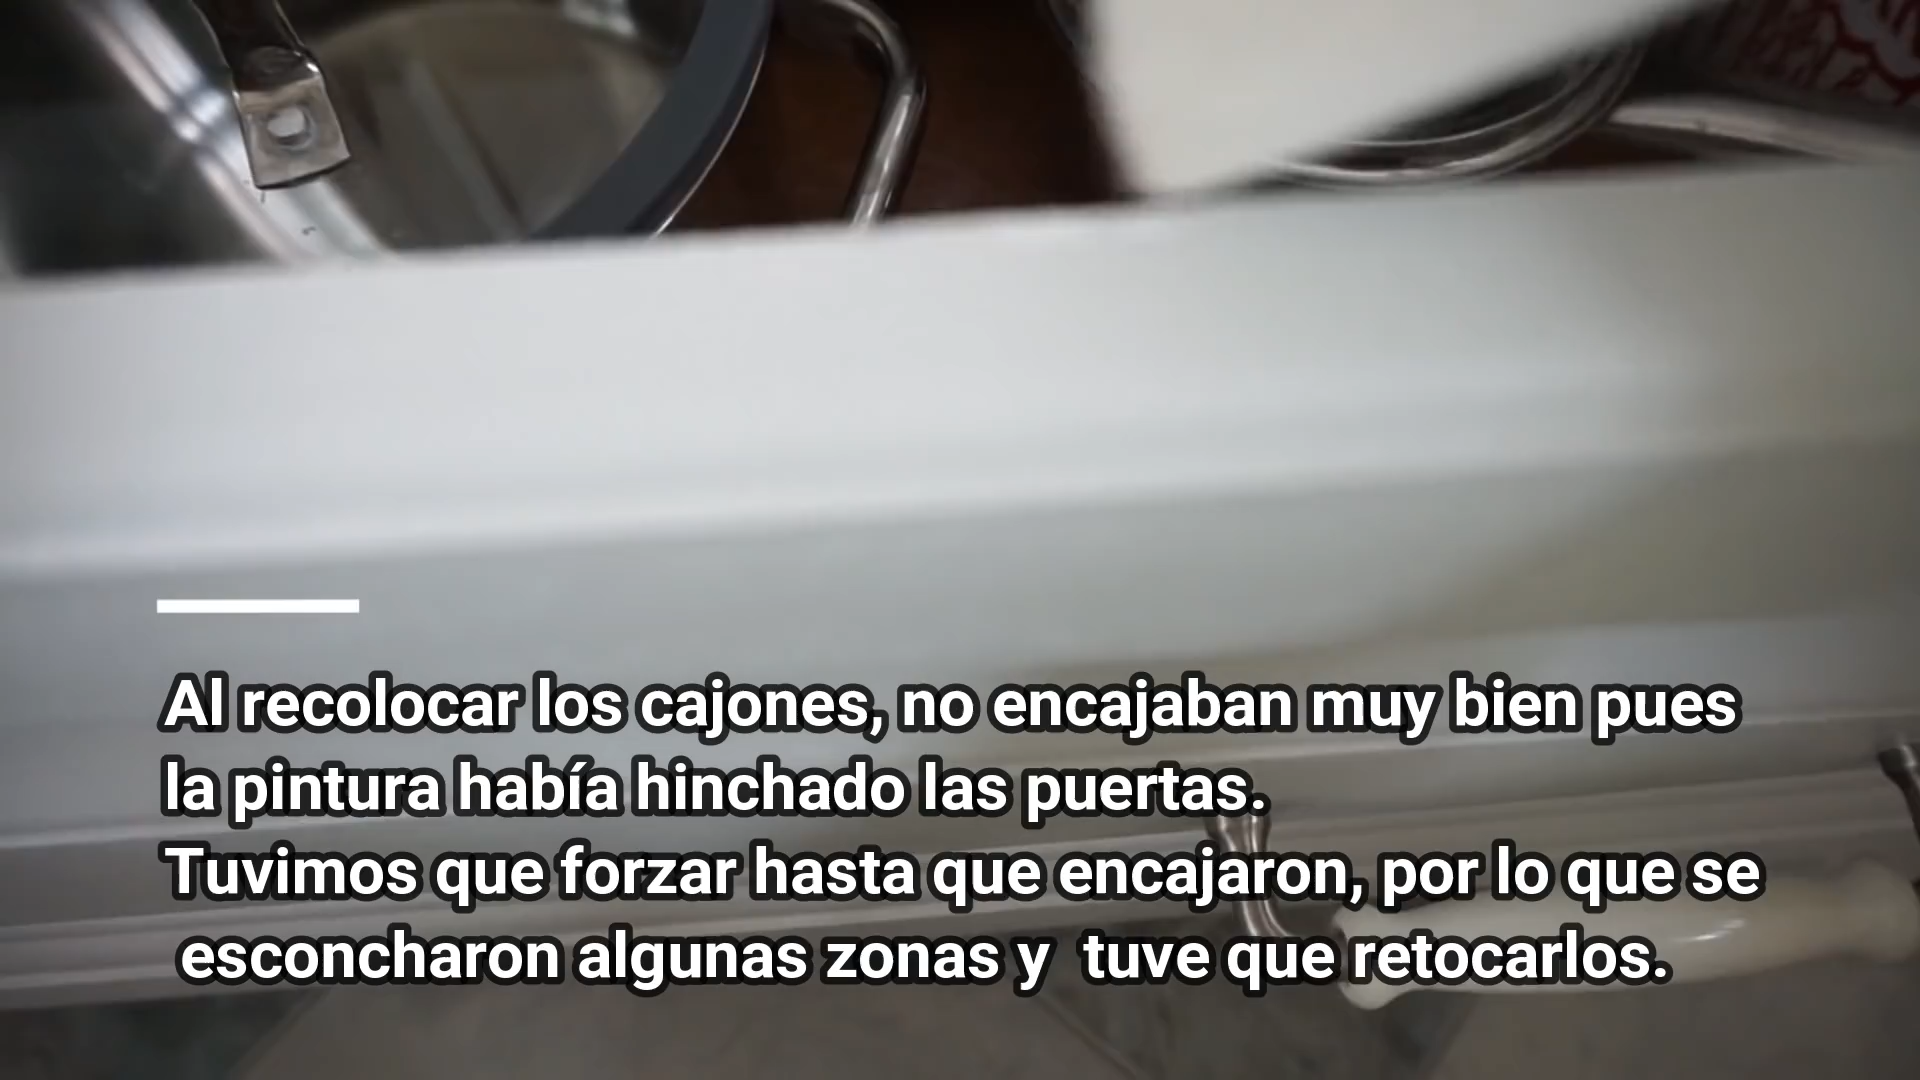 Al recolocar los cajones, no encajaban muy bien pues
la pintura había hinchado las puertas.
Tuvimos que forzar hasta que encajaron, por lo que se
esconcharon algunas zonas y tuve que retocarlos.